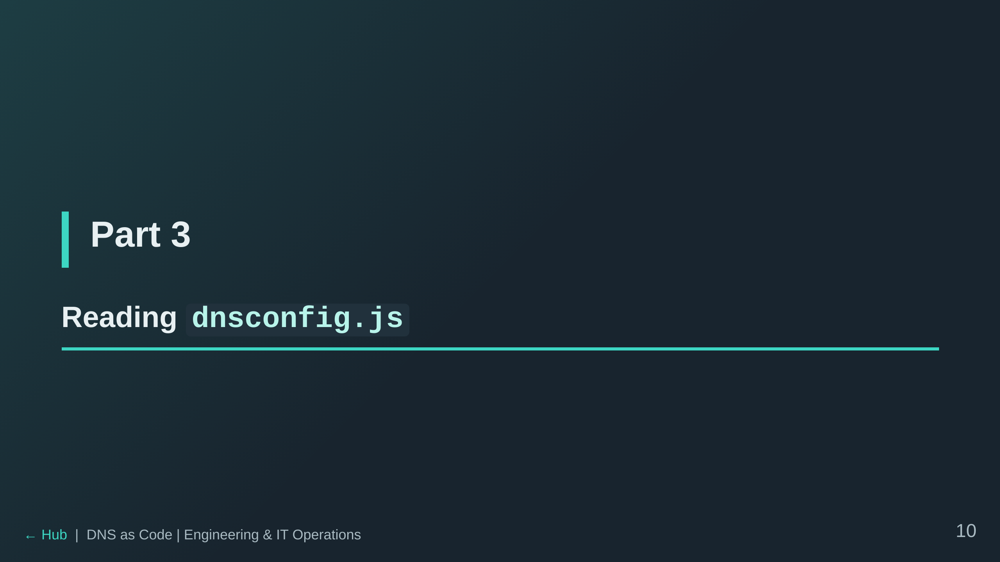 Part 3
Reading dnsconfig.js
← Hub | DNS as Code | Engineering & IT Operations
10